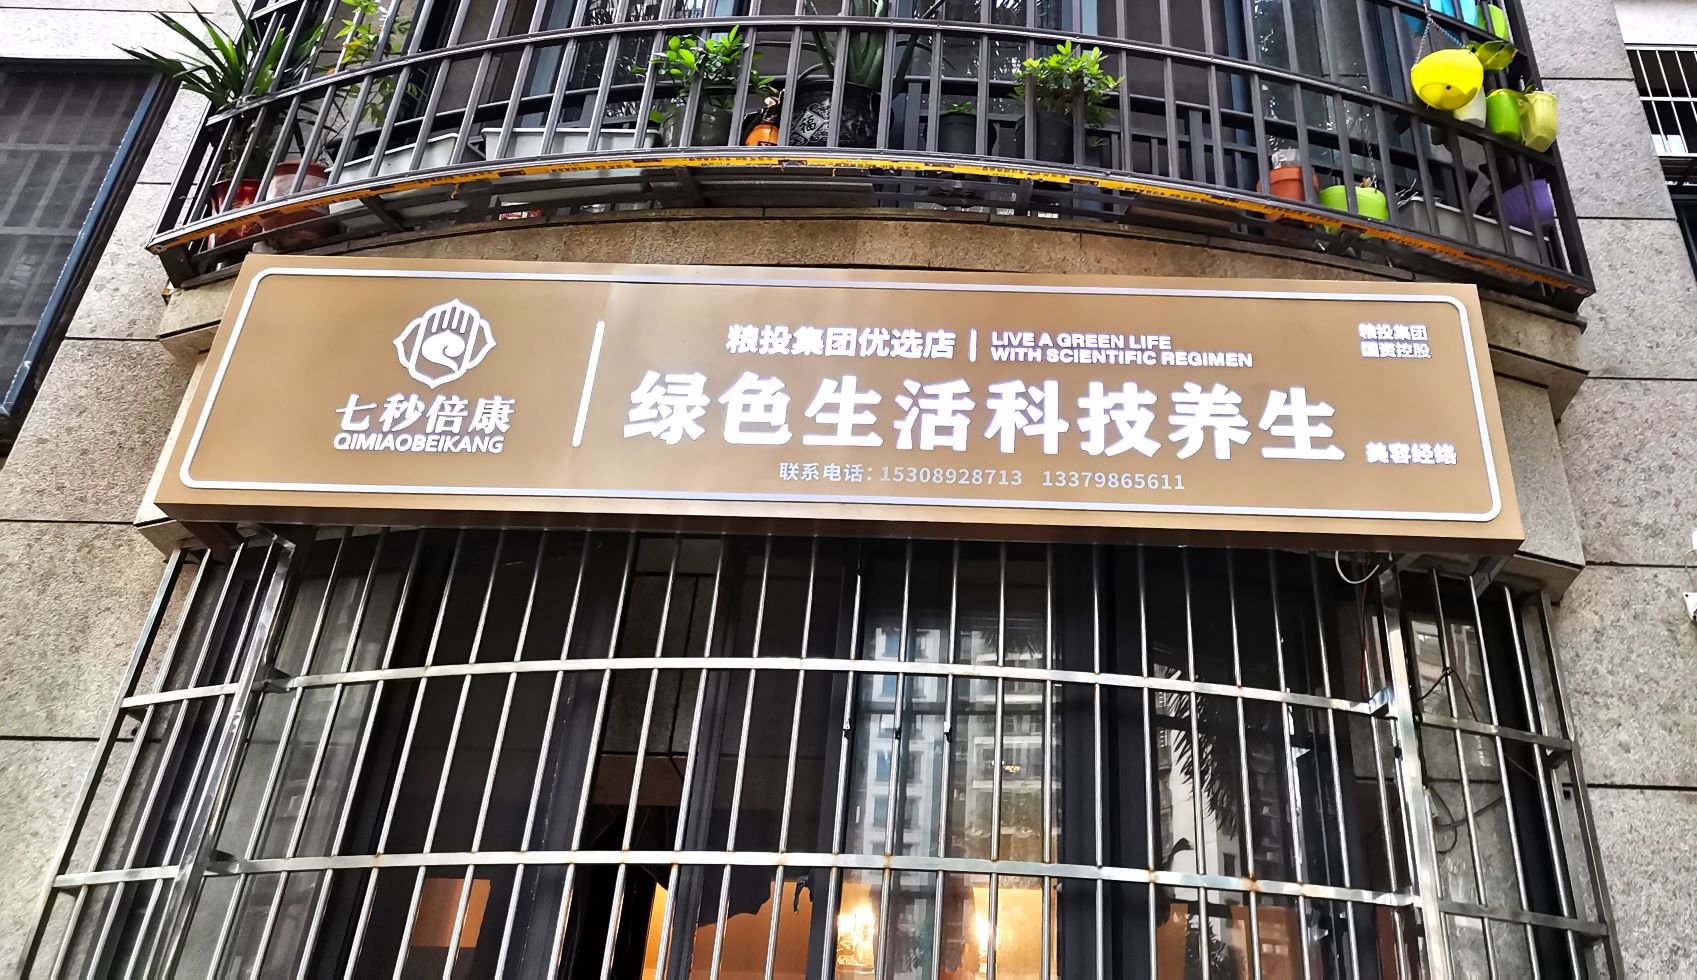 七秒倍康
QIMIAOBEIKANG
粮投集团优选店
LIVE A GREEN LIFE
WITH SCIENTIFIC REGIMEN
绿色生活科技养生
联系电话：15308928713 13379865611
粮投集团
国资控股
美容经络
福